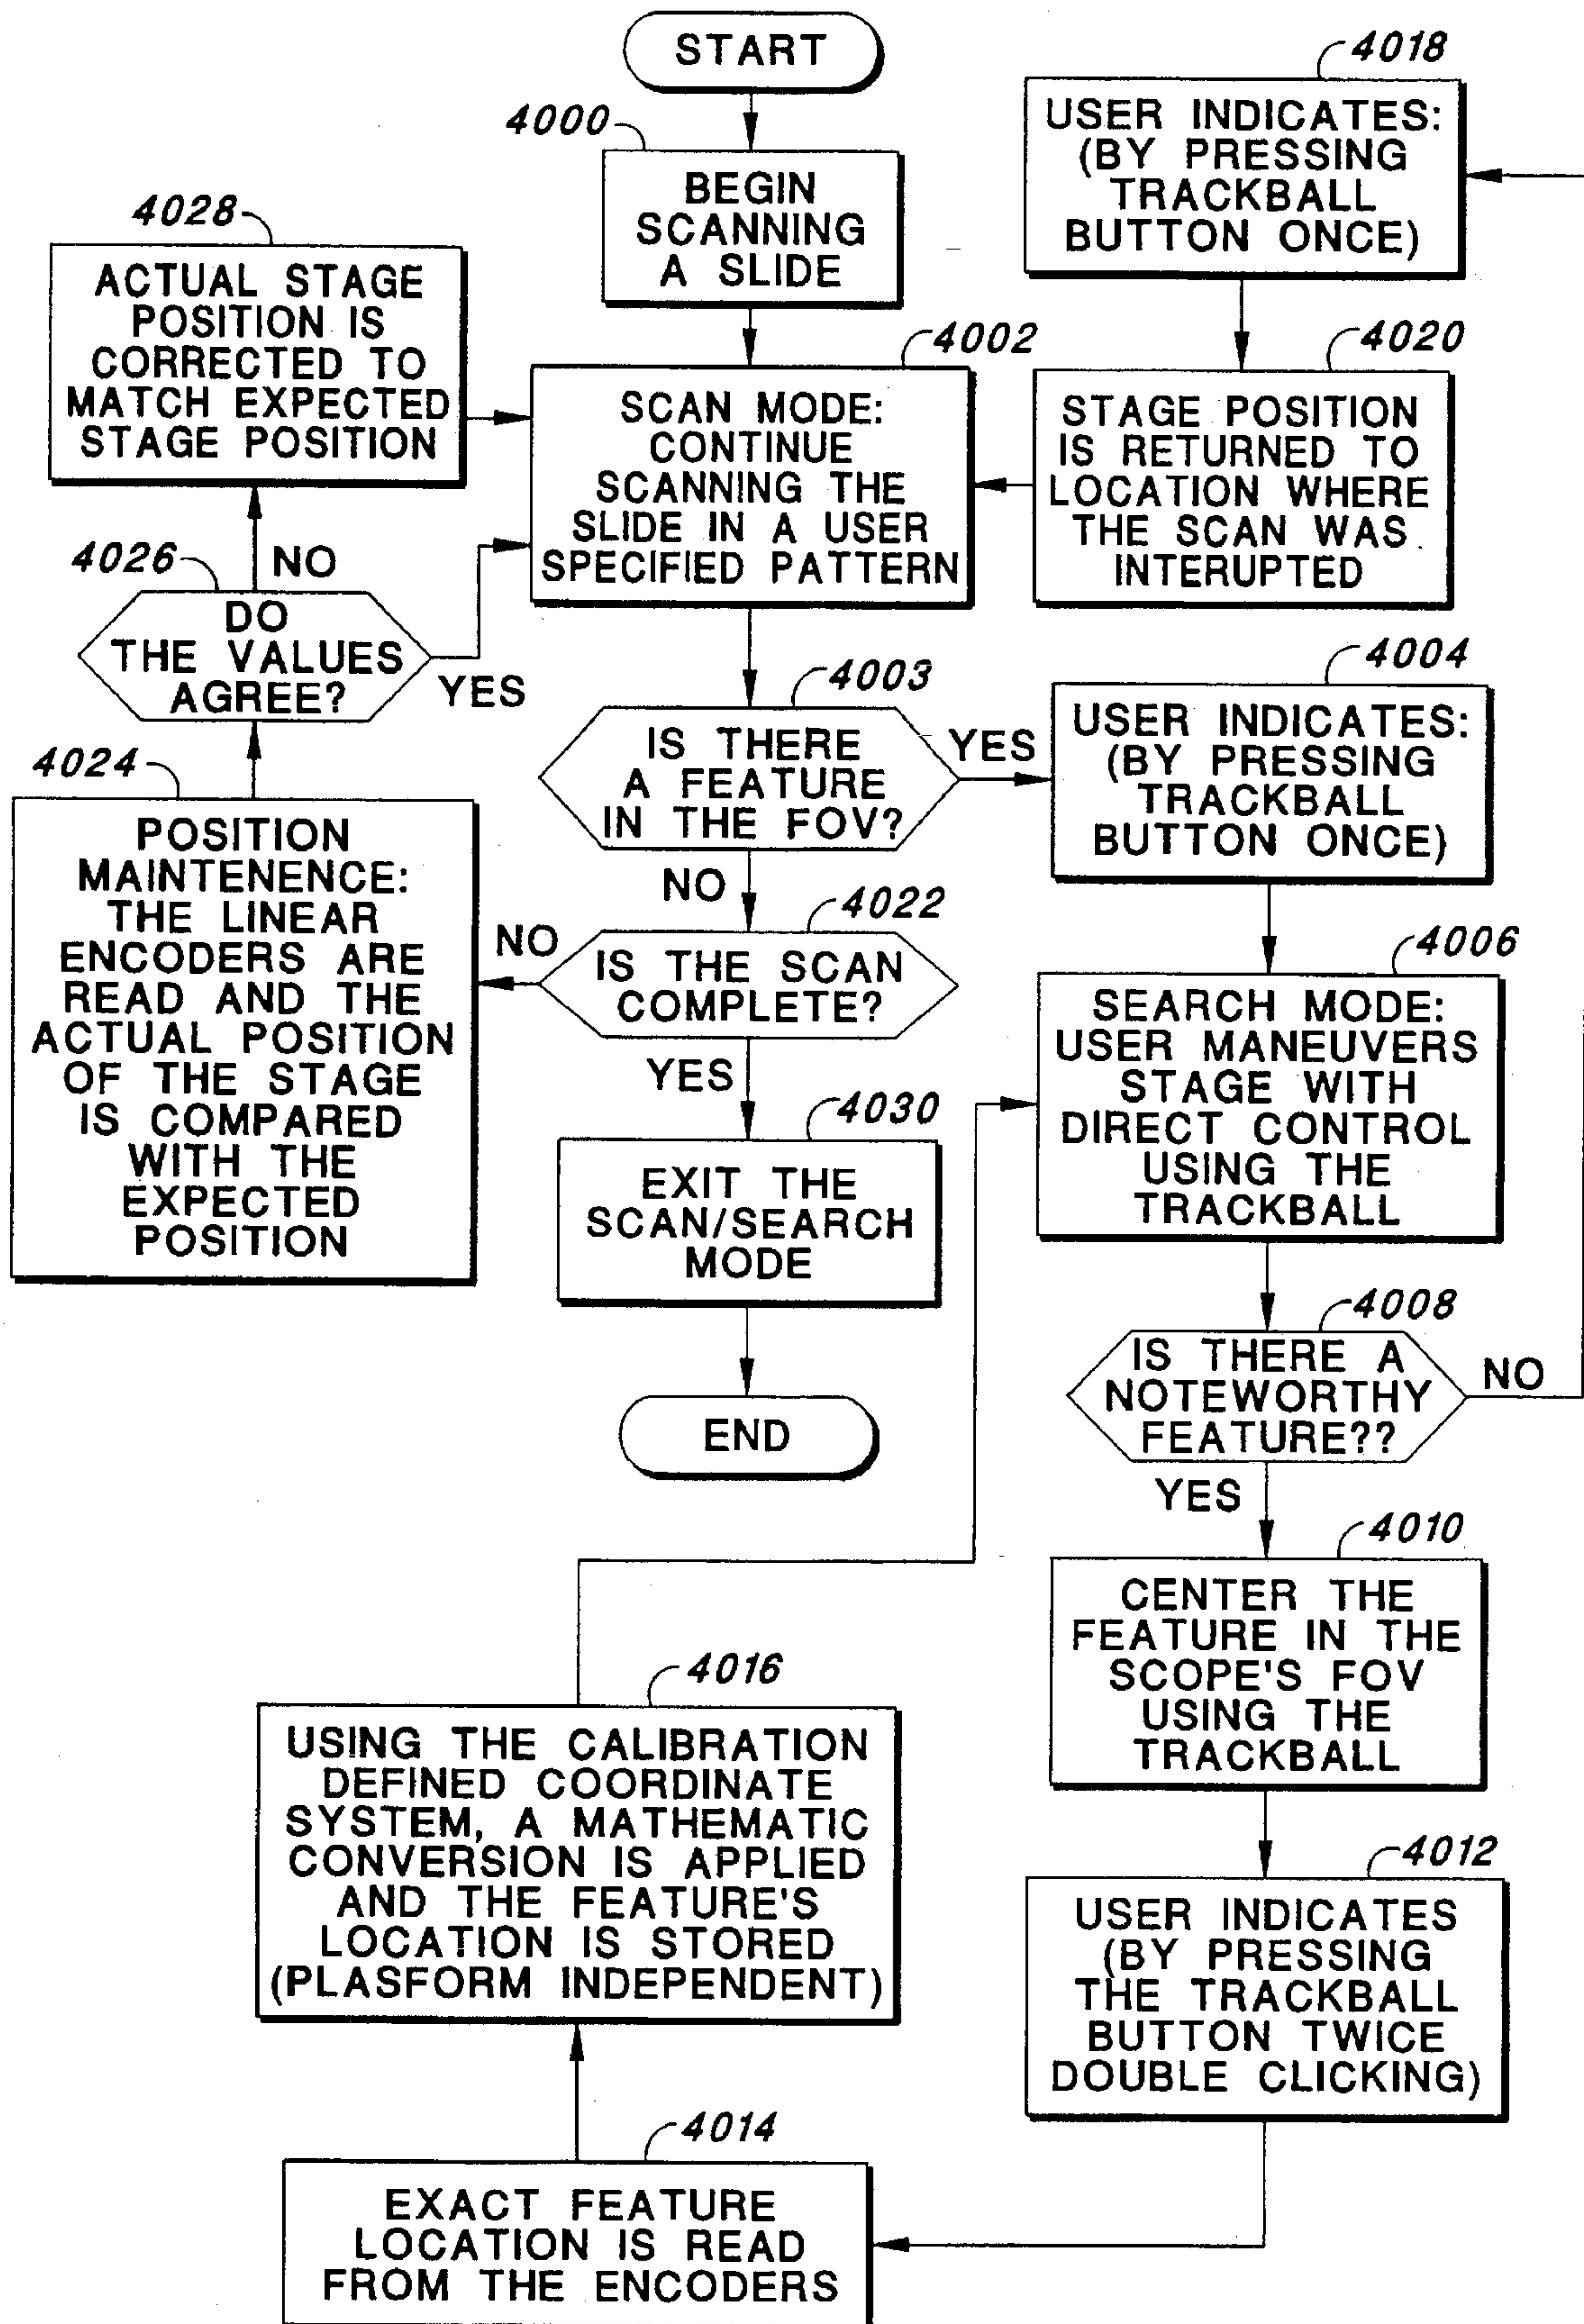 START
4000
BEGIN
SCANNING
A SLIDE
4002
SCAN MODE:
CONTINUE
SCANNING THE
SLIDE IN A USER
SPECIFIED PATTERN
4003
IS THERE
A FEATURE
IN THE FOV?
YES
NO
4004
USER INDICATES:
(BY PRESSING
TRACKBALL
BUTTON ONCE)
4006
SEARCH MODE:
USER MANEUVERS
STAGE WITH
DIRECT CONTROL
USING THE
TRACKBALL
4008
IS THERE A
NOTEWORTHY
FEATURE??
NO
YES
4010
CENTER THE
FEATURE IN THE
SCOPE'S FOV
USING THE
TRACKBALL
4012
USER INDICATES
(BY PRESSING
THE TRACKBALL
BUTTON TWICE
DOUBLE CLICKING)
4014
EXACT FEATURE
LOCATION IS READ
FROM THE ENCODERS
4016
USING THE CALIBRATION
DEFINED COORDINATE
SYSTEM, A MATHEMATIC
CONVERSION IS APPLIED
AND THE FEATURE'S
LOCATION IS STORED
(PLASFORM INDEPENDENT)
4018
USER INDICATES:
(BY PRESSING
TRACKBALL
BUTTON ONCE)
4020
STAGE POSITION
IS RETURNED TO
LOCATION WHERE
THE SCAN WAS
INTERUPTED
4022
IS THE SCAN
COMPLETE?
NO
YES
4024
POSITION
MAINTENENCE:
THE LINEAR
ENCODERS ARE
READ AND THE
ACTUAL POSITION
OF THE STAGE
IS COMPARED
WITH THE
EXPECTED
POSITION
4026
DO
THE VALUES
AGREE?
NO
YES
4028
ACTUAL STAGE
POSITION IS
CORRECTED TO
MATCH EXPECTED
STAGE POSITION
4030
EXIT THE
SCAN/SEARCH
MODE
END